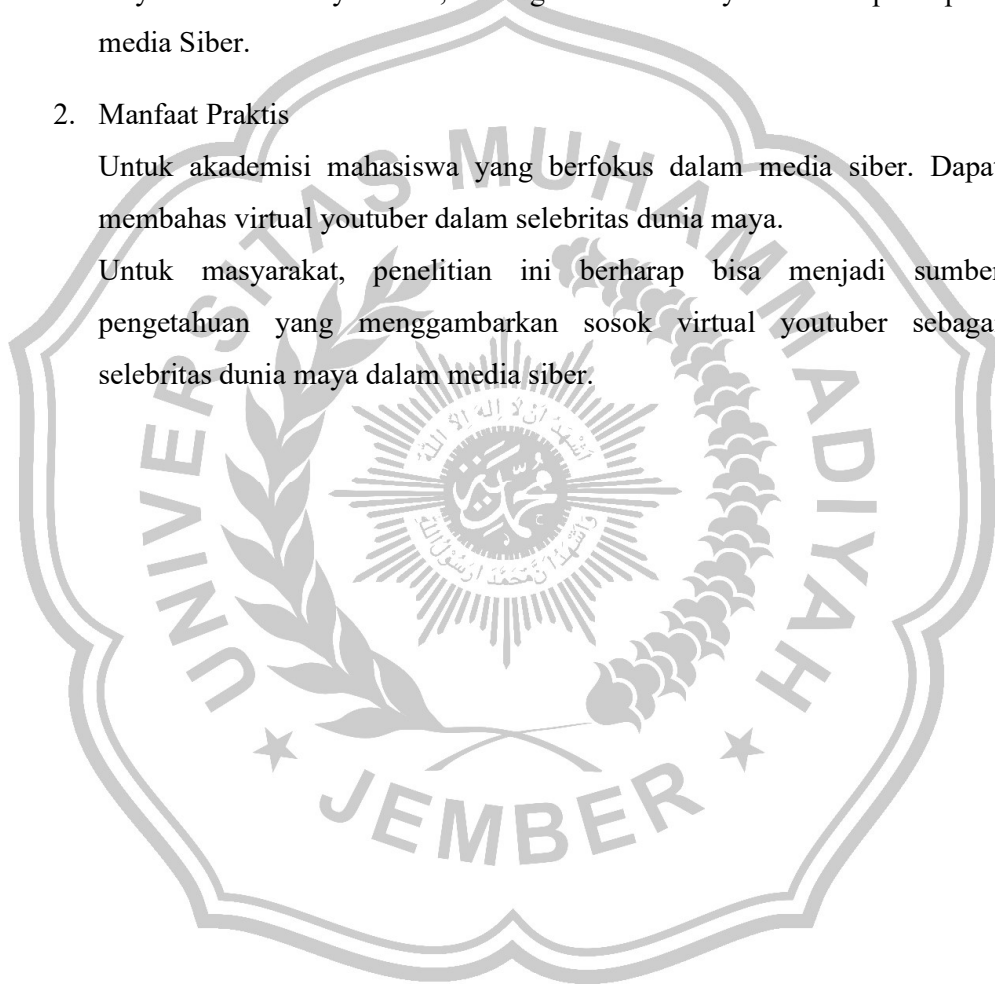 media Siber.
2. Manfaat Praktis
Untuk akademisi mahasiswa yang berfokus dalam media siber. Dapat
membahas virtual youtuber dalam selebritas dunia maya.
Untuk masyarakat, penelitian ini berharap bisa menjadi sumber
pengetahuan yang menggambarkan sosok virtual youtuber sebagai
selebritas dunia maya dalam media siber.
UNIVERSITAS MUHAMMADIYAH
JEMBER